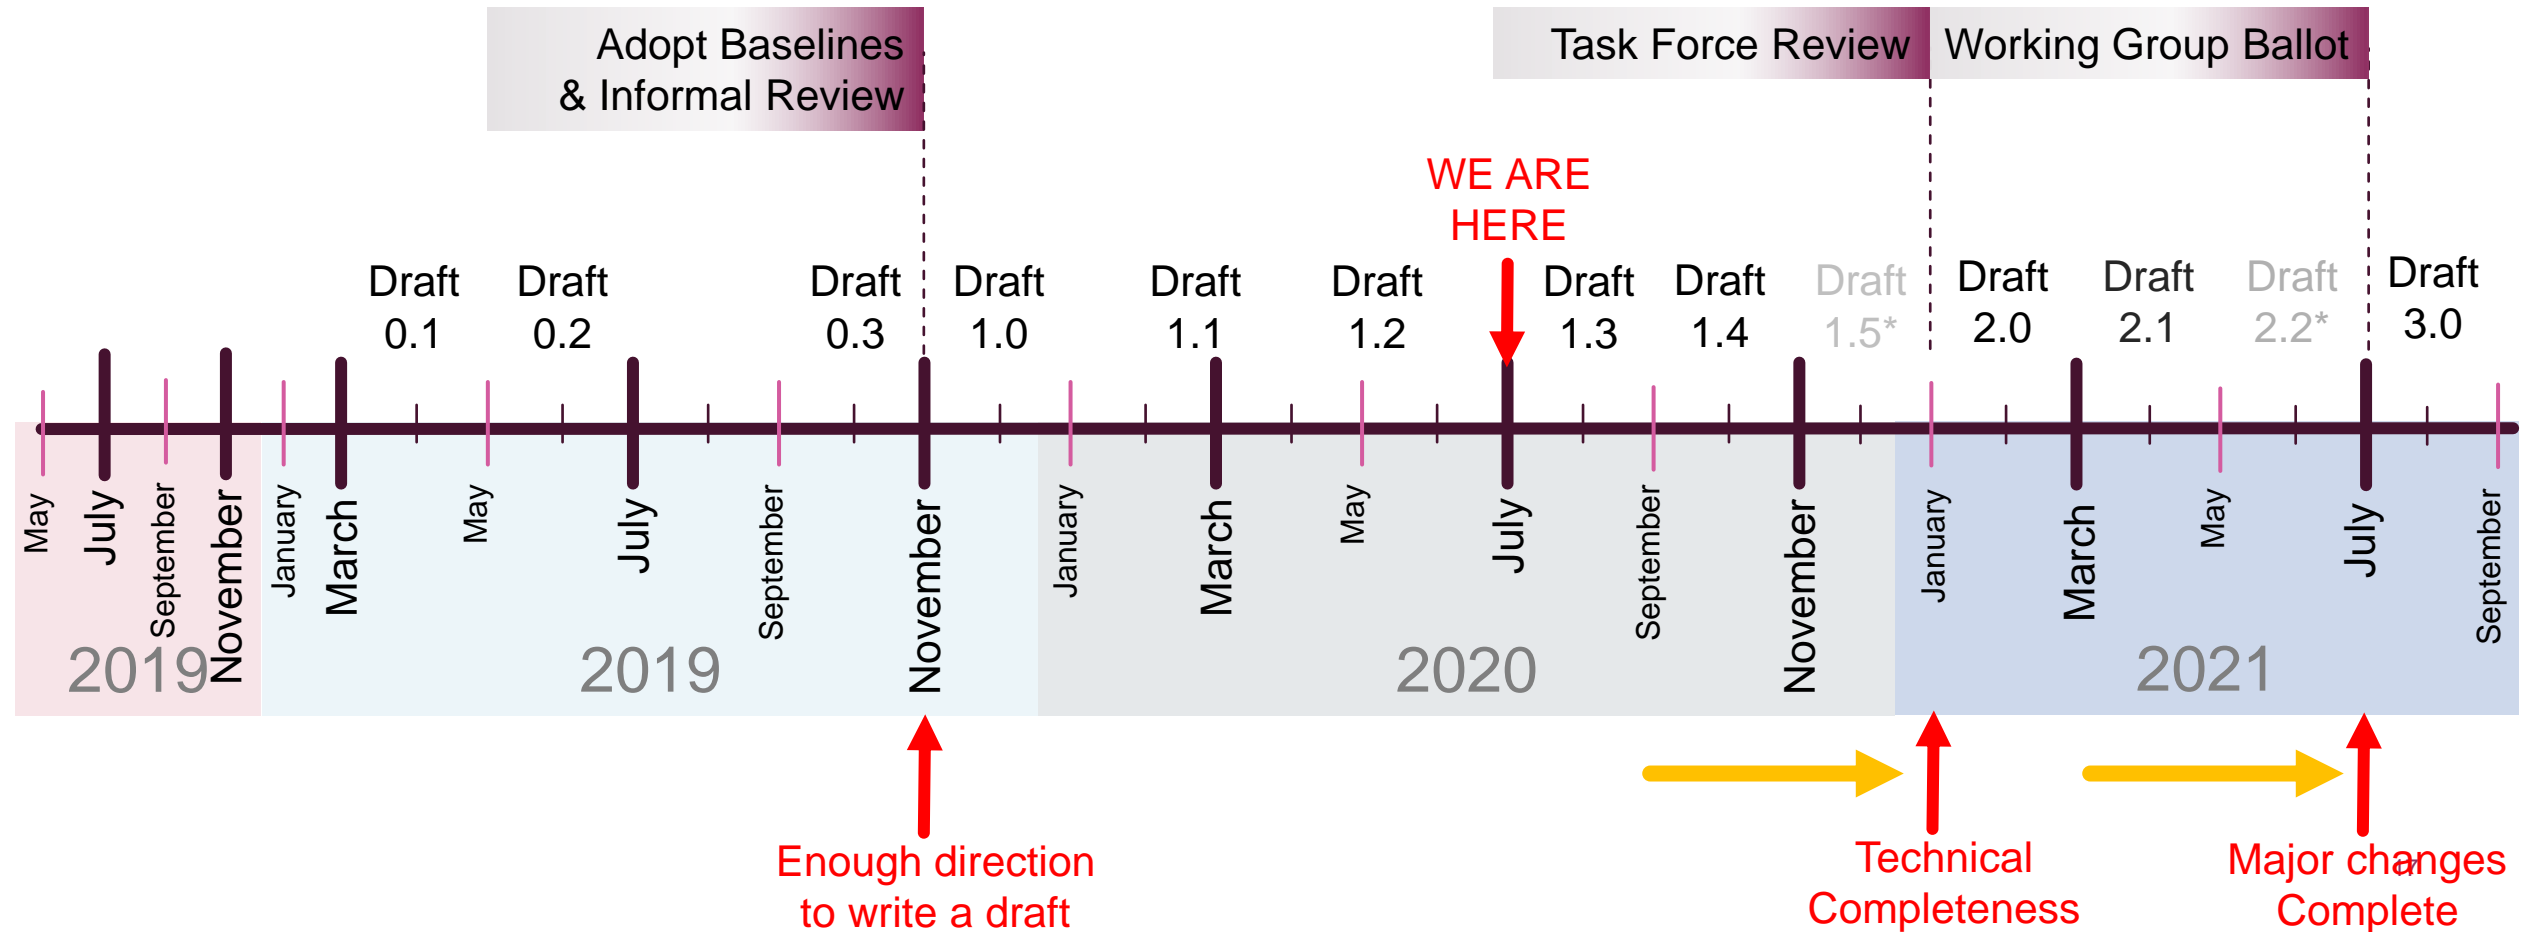 Adopt Baselines
& Informal Review
Task Force Review
Working Group Ballot
WE ARE
HERE
Draft
0.1
Draft
0.2
Draft
0.3
Draft
1.0
Draft
1.1
Draft
1.2
Draft
1.3
Draft
1.4
Draft
1.5*
Draft
2.0
Draft
2.1
Draft
2.2*
Draft
3.0
May
July
September
November
January
March
May
July
September
November
January
March
May
July
September
November
January
March
May
July
September
2019
2019
2020
2021
Enough direction
to write a draft
Technical
Completeness
Major changes
Complete
17